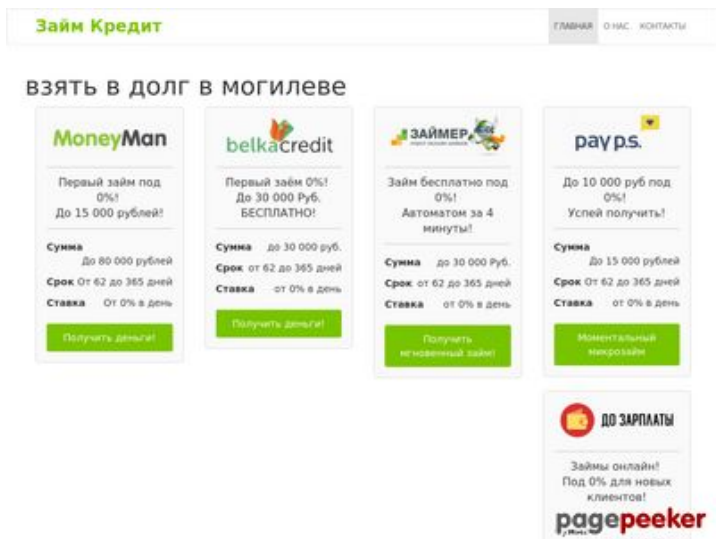 Займ Кредит
ГЛАВНАЯ О НАС. КОНТАКТЫ
взять в долг в могилеве
MoneyMan
Первый займ под
0%!
До 15 000 рублей!
Сумма
До 80 000 рублей
Срок От 62 до 365 дней
Ставка От 0% в день
Получить деньги!
belkacredit
Первый заём 0%!
До 30 000 Руб.
БЕСПЛАТНО!
Сумма до 30 000 руб.
Срок от 62 до 365 дней
Ставка от 0% в день
Получить деньги!
ЗАЙМЕР
Займ бесплатно под
0%!
Автоматом за 4
минуты!
Сумма до 30 000 Руб.
Срок от 62 до 365 дней
Ставка от 0% в день
Получить
мгновенный займ!
pay p.s.
До 10 000 руб под
0%!
Успей получить!
Сумма
До 15 000 рублей
Срок От 62 до 365 дней
Ставка от 0% в день
Моментальный
микрозайм
ДО ЗАРПЛАТЫ
Займы онлайн!
Под 0% для новых
клиентов!
pagepeeker